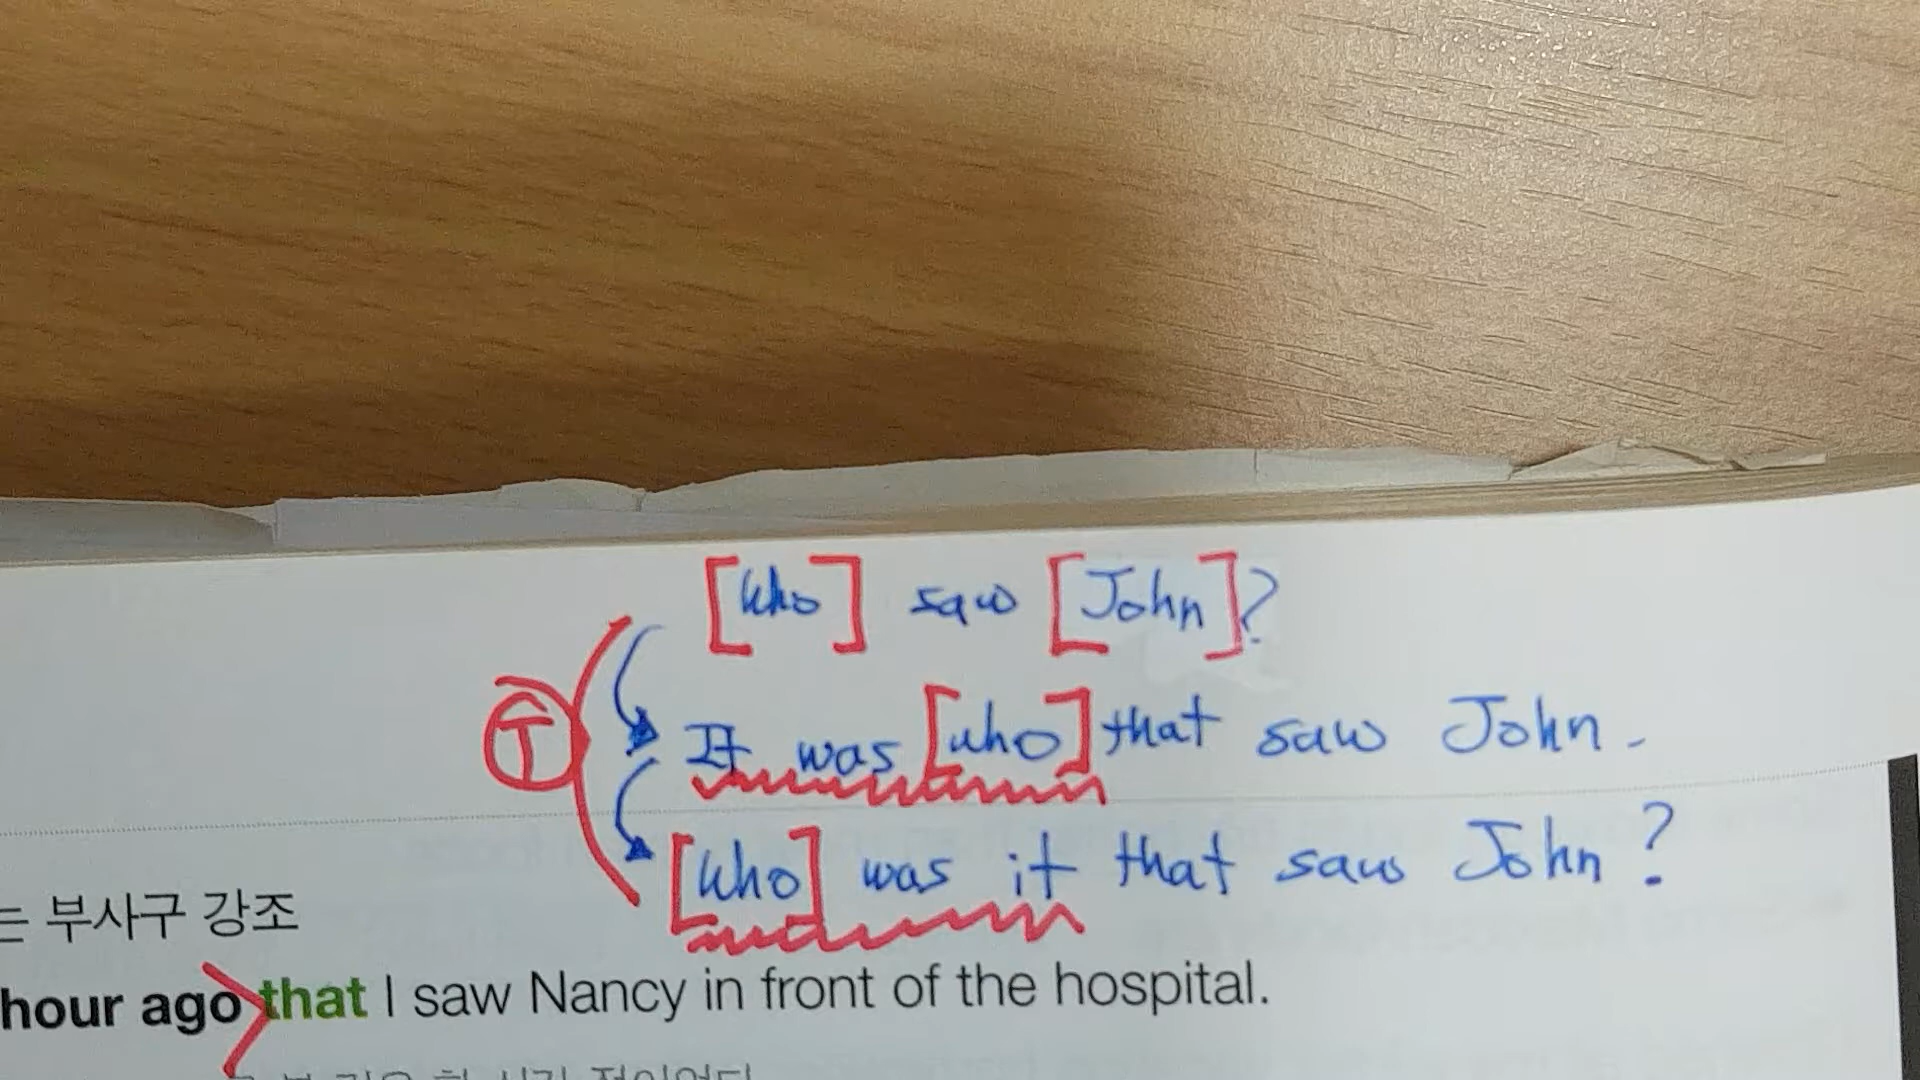 [who] saw [John]?
It was [who] that saw John.
T
[who] was it that saw John?
는 부사구 강조
hour ago that I saw Nancy in front of the hospital.